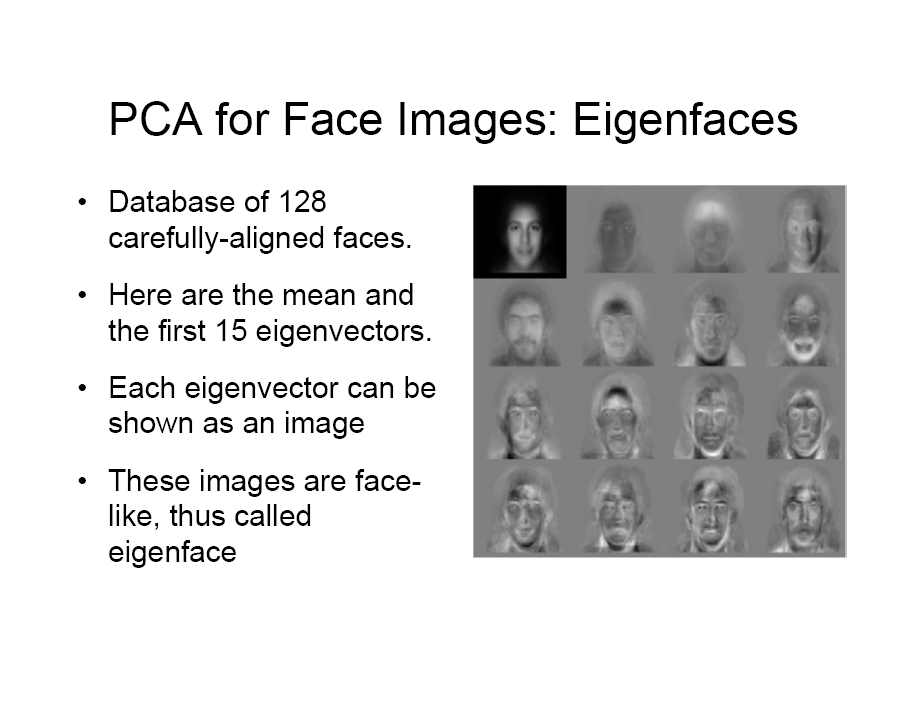 PCA for Face Images: Eigenfaces
• Database of 128
carefully-aligned faces.
• Here are the mean and
the first 15 eigenvectors.
• Each eigenvector can be
shown as an image
• These images are face-
like, thus called
eigenface